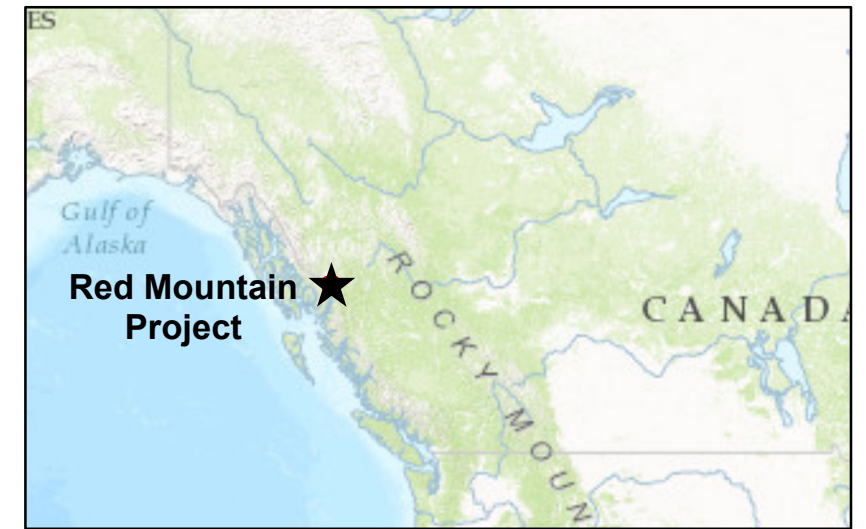 ES
Gulf of
Alaska
Red Mountain
Project
ROCKY MOUN
CANADA